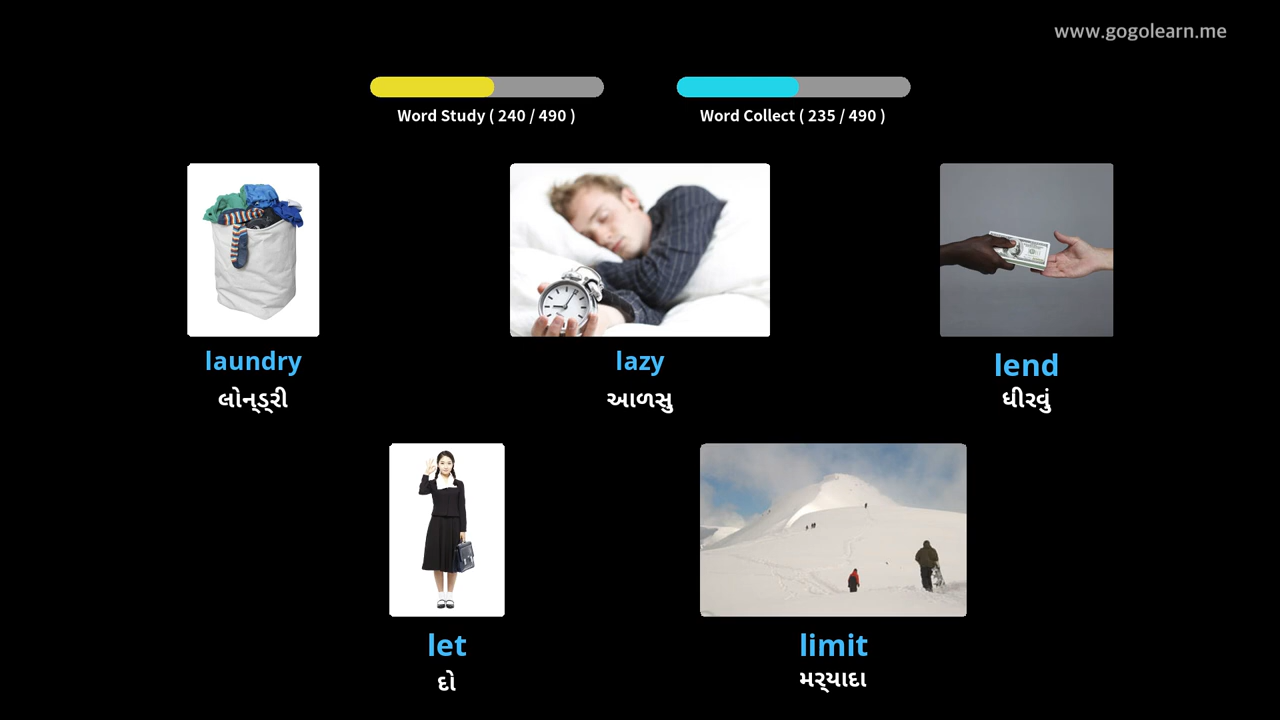 www.gogolearn.me
Word Study ( 240 / 490 )
Word Collect ( 235 / 490 )
laundry
લોન્ડ્રી
lazy
આળસુ
lend
ધીરવું
let
દો
limit
મર્‍યાદા